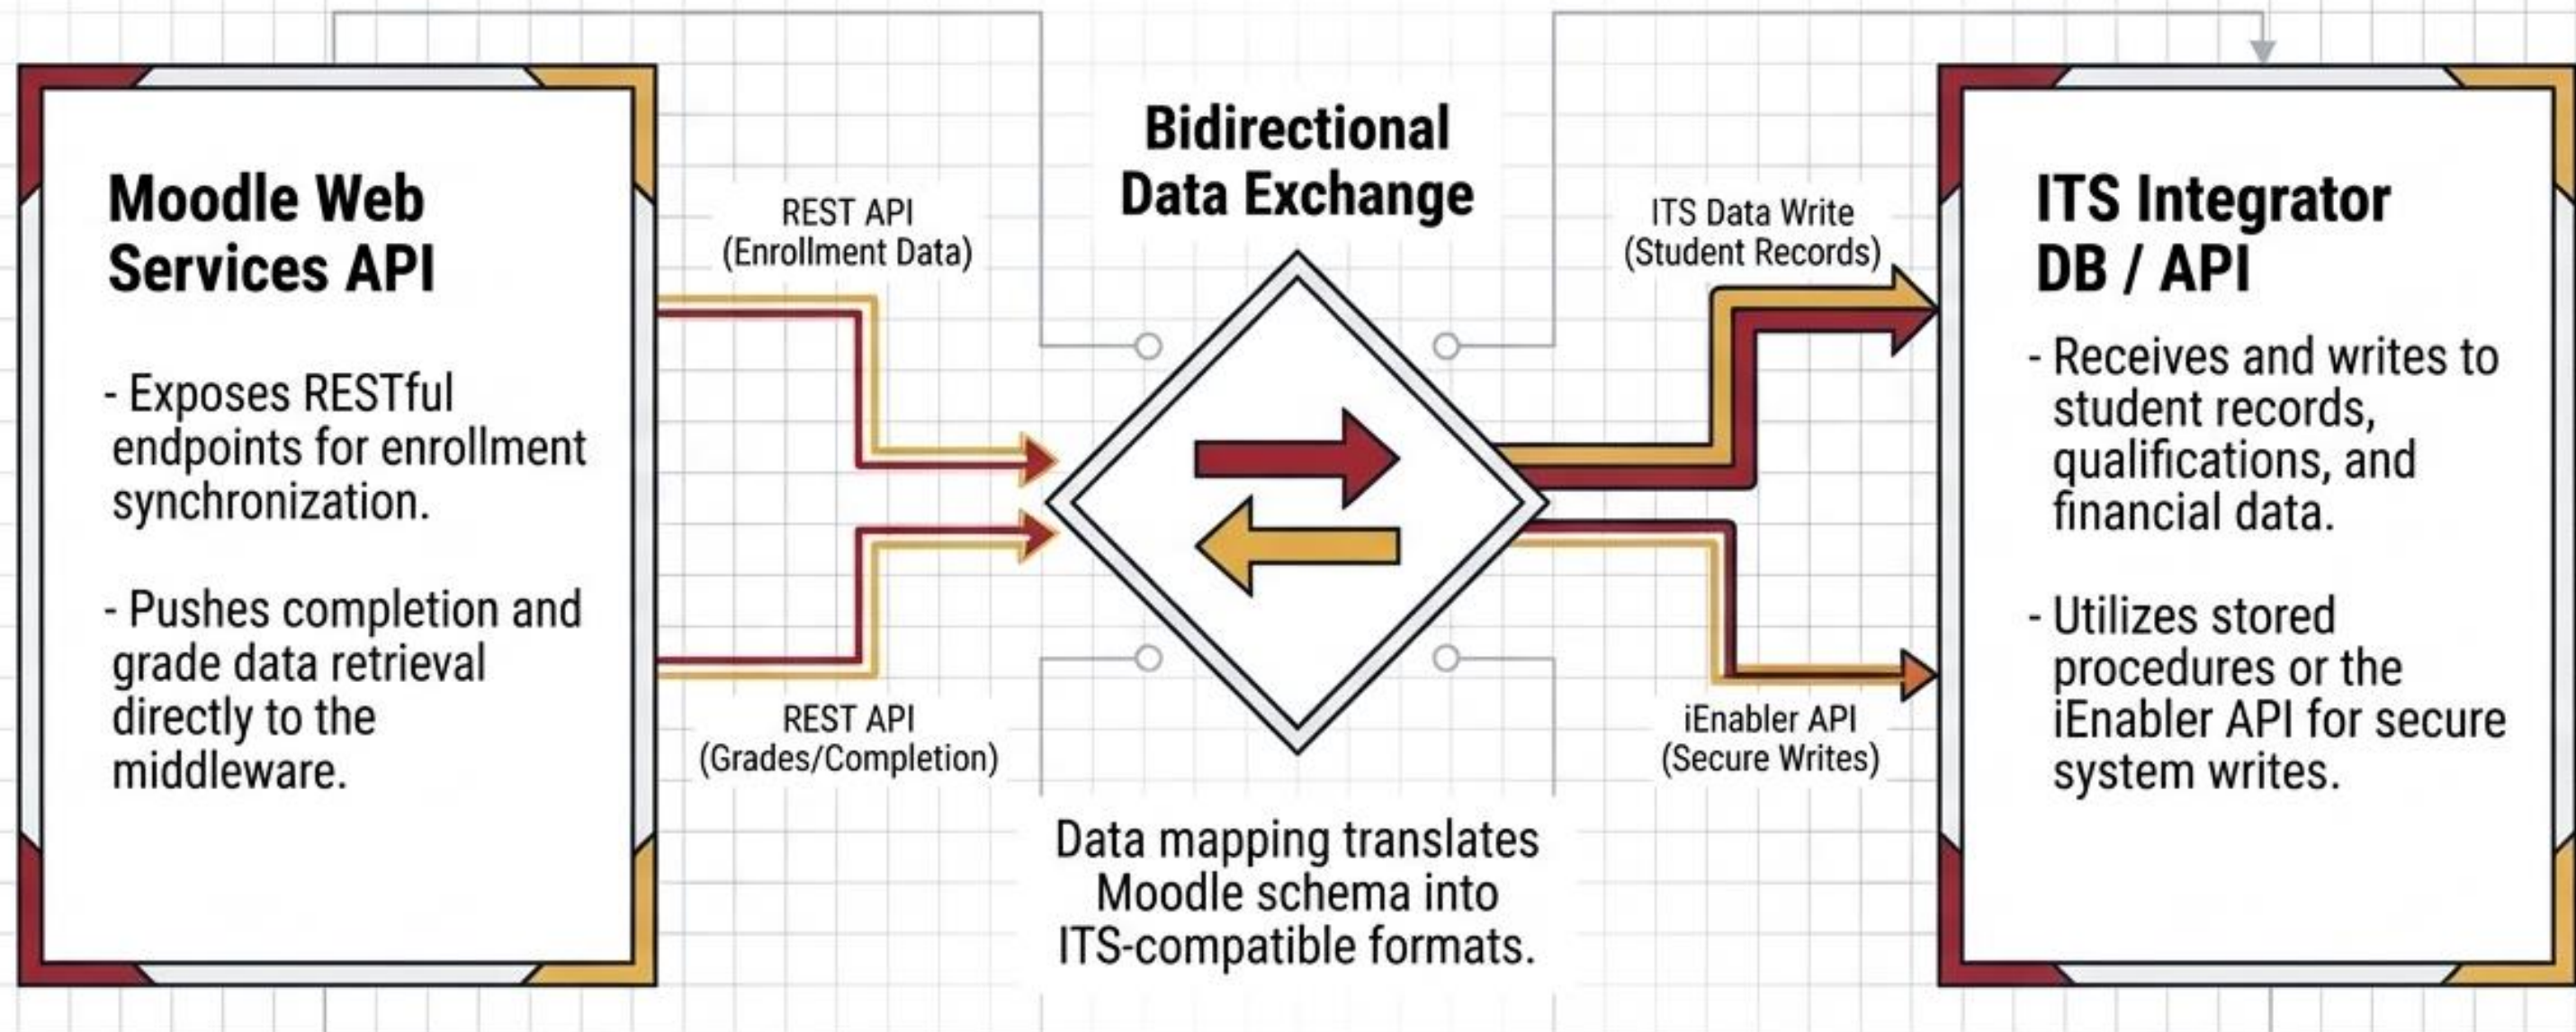 Moodle Web
Services API
- Exposes RESTful
endpoints for enrollment
synchronization.
- Pushes completion and
grade data retrieval
directly to the
middleware.
REST API
(Enrollment Data)
REST API
(Grades/Completion)
Bidirectional
Data Exchange
Data mapping translates
Moodle schema into
ITS-compatible formats.
ITS Data Write
(Student Records)
iEnabler API
(Secure Writes)
ITS Integrator
DB / API
- Receives and writes to
student records,
qualifications, and
financial data.
- Utilizes stored
procedures or the
iEnabler API for secure
system writes.